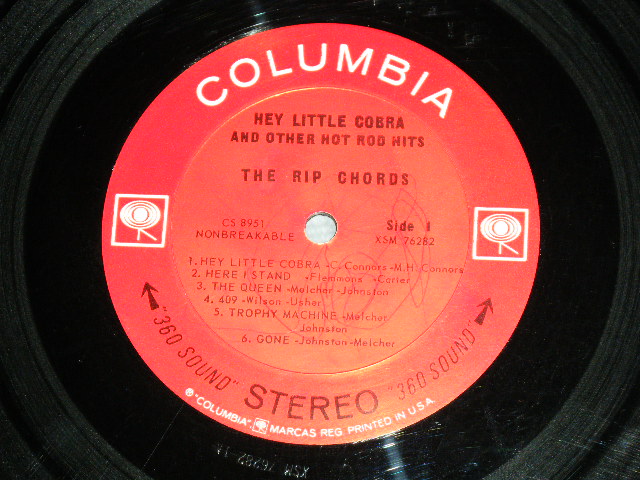 COLUMBIA
HEY LITTLE COBRA
AND OTHER HOT ROD HITS
THE RIP CHORDS
CS 8951
NONBREAKABLE
Side 1
XSM 76282
1. HEY LITTLE COBRA -C. Connors -M.H. Connors
2. HERE I STAND -Flemmons -Carter
3. THE QUEEN -Melcher -Johnston
4. 409 -Wilson -Usher
5. TROPHY MACHINE -Melcher
Johnston
6. GONE -Johnston -Melcher
"360 SOUND" STEREO "360 SOUND"
® "COLUMBIA" MARCAS REG. PRINTED IN U.S.A.
XSM 76282